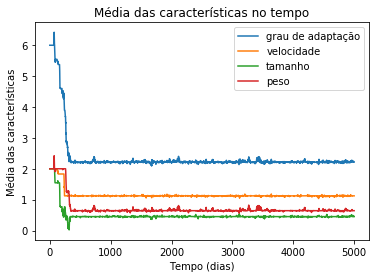 Média das características no tempo
grau de adaptação
velocidade
tamanho
peso
Média das características
6
5
4
3
2
1
0
0 1000 2000 3000 4000 5000
Tempo (dias)